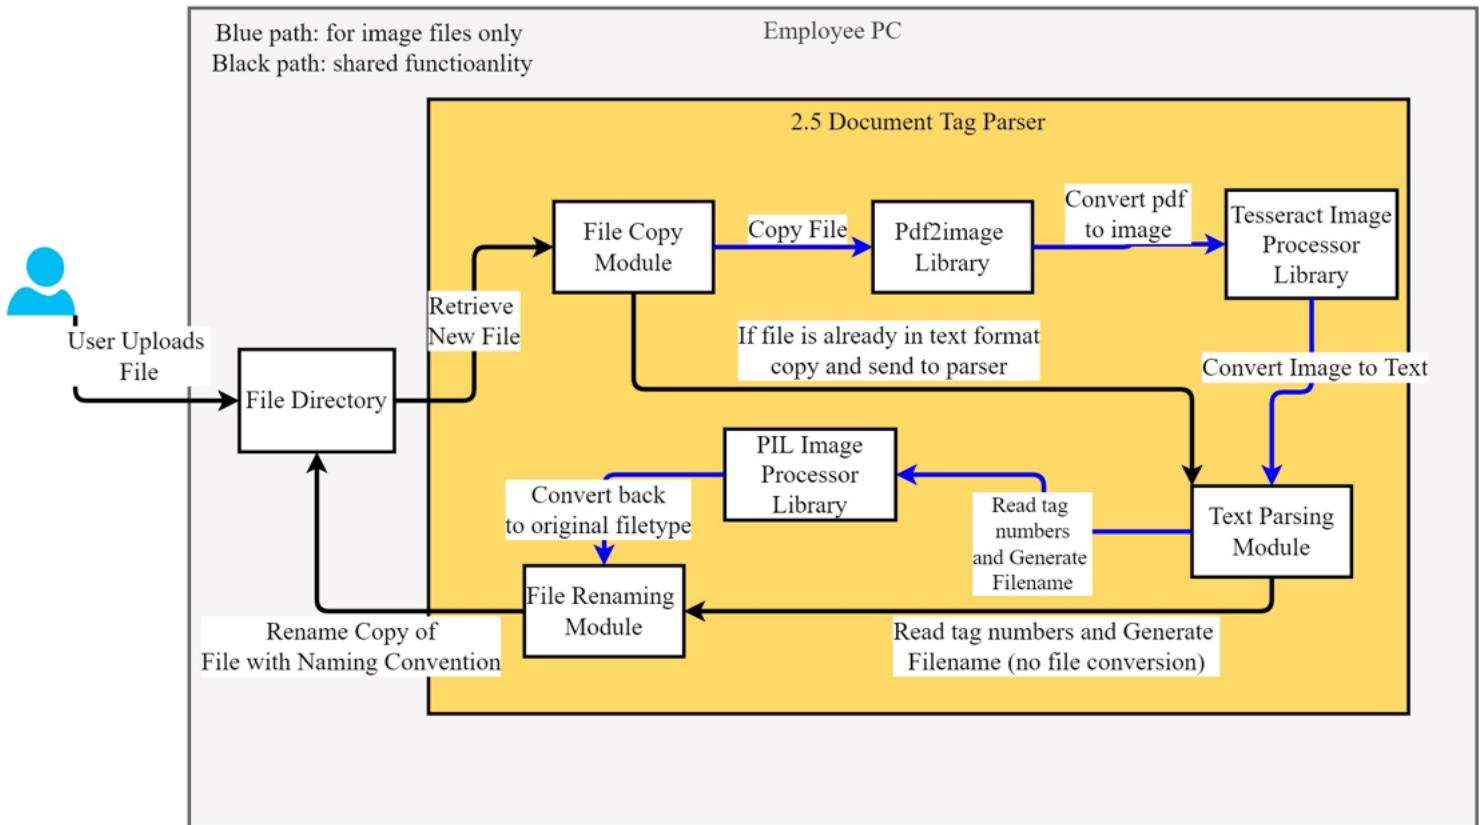 Blue path: for image files only
Black path: shared functioanlity
Employee PC
2.5 Document Tag Parser
User Uploads
File
File Directory
Retrieve
New File
File Copy
Module
Copy File
Pdf2image
Library
Convert pdf
to image
Tesseract Image
Processor
Library
If file is already in text format
copy and send to parser
Convert Image to Text
Text Parsing
Module
Read tag
numbers
and Generate
Filename
PIL Image
Processor
Library
Convert back
to original filetype
File Renaming
Module
Read tag numbers and Generate
Filename (no file conversion)
Rename Copy of
File with Naming Convention